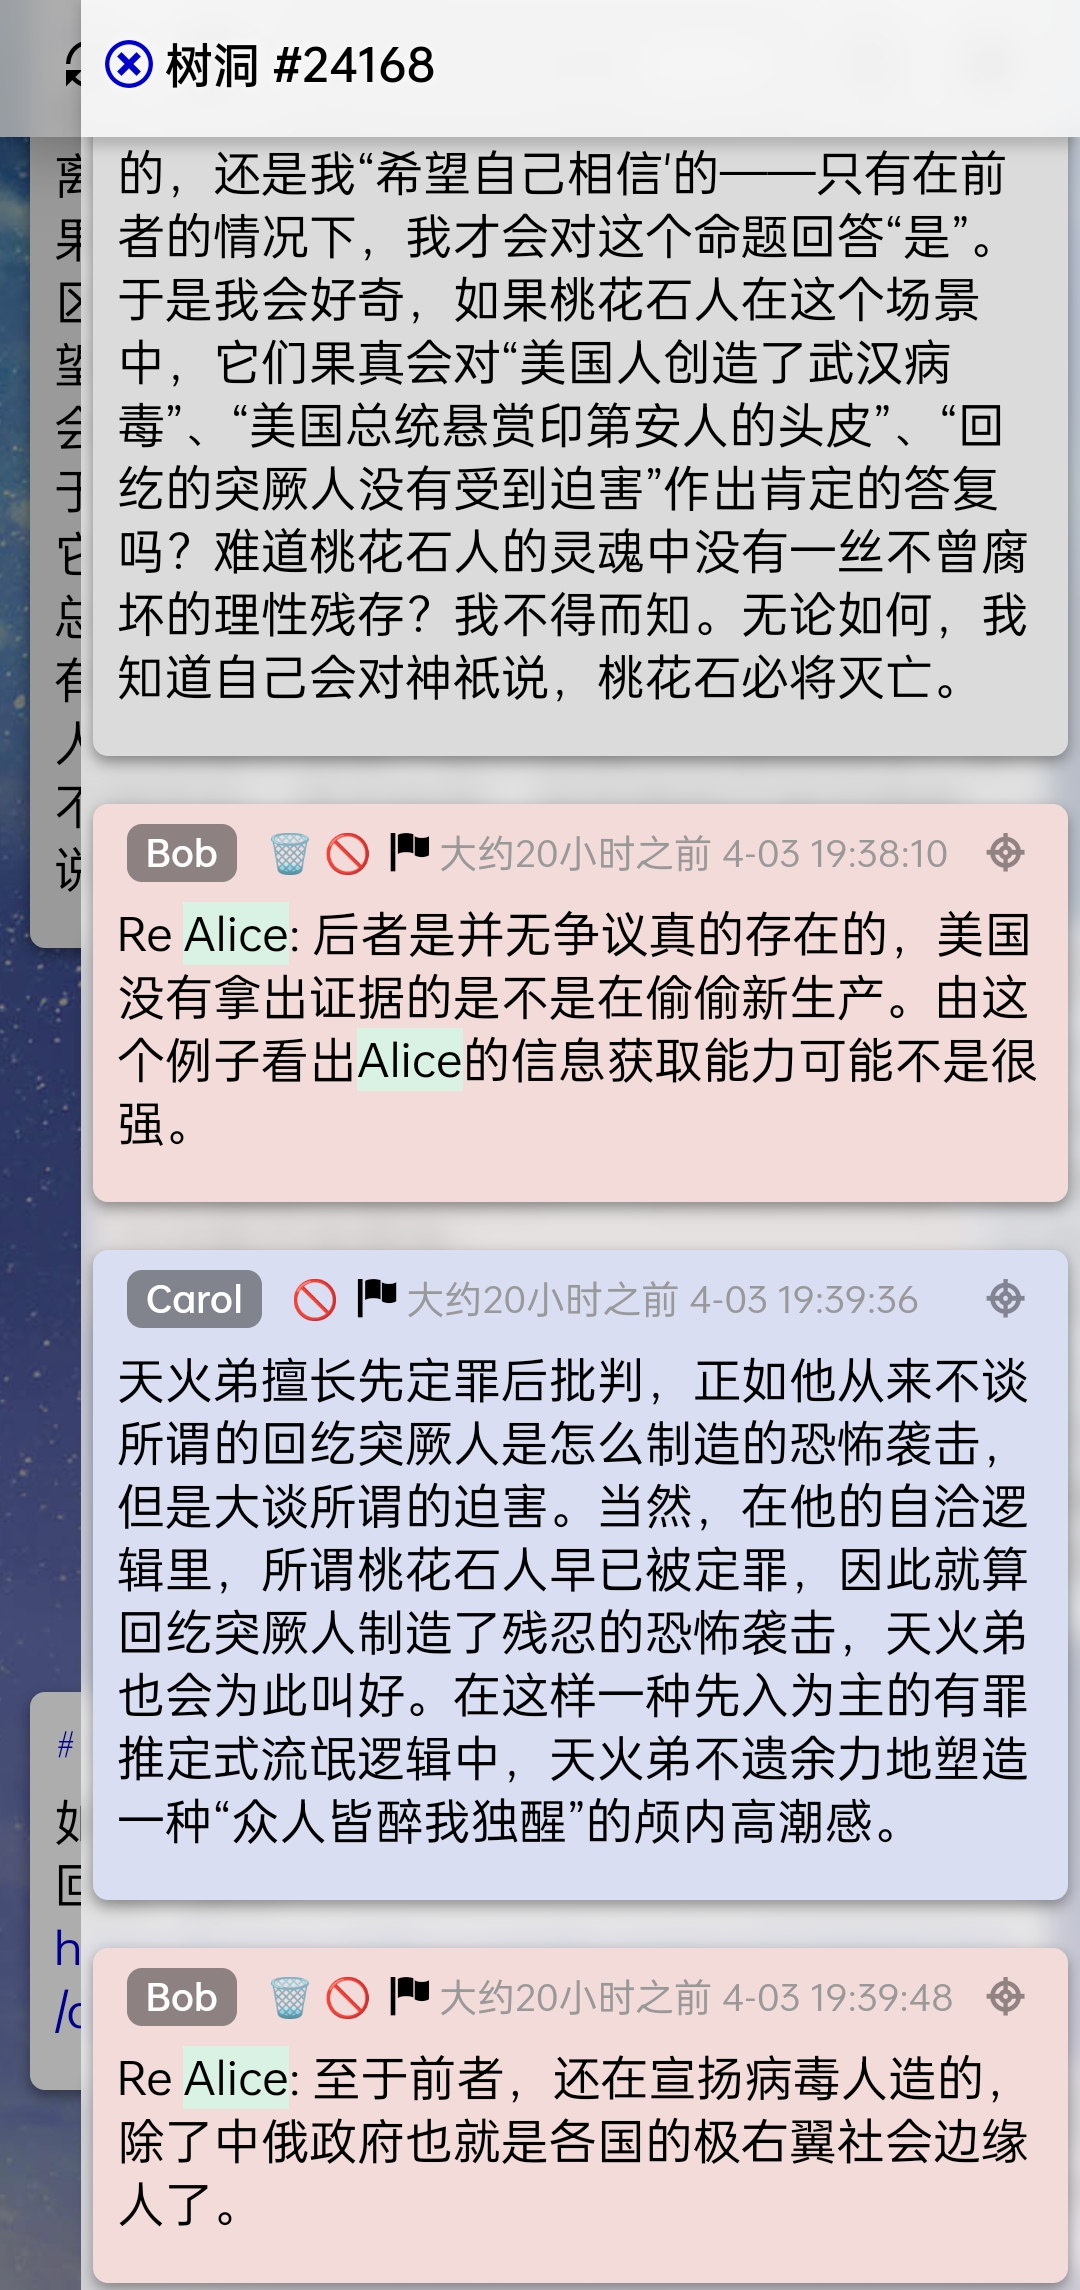 树洞 #24168
的，还是我“希望自己相信'的——只有在前
者的情况下，我才会对这个命题回答“是”。
于是我会好奇，如果桃花石人在这个场景
中，它们果真会对“美国人创造了武汉病
毒”、“美国总统悬赏印第安人的头皮”、“回
纥的突厥人没有受到迫害”作出肯定的答复
吗？难道桃花石人的灵魂中没有一丝不曾腐
坏的理性残存？我不得而知。无论如何，我
知道自己会对神祇说，桃花石必将灭亡。
Bob 大约20小时之前 4-03 19:38:10
Re Alice: 后者是并无争议真的存在的，美国
没有拿出证据的是不是在偷偷新生产。由这
个例子看出Alice的信息获取能力可能不是很
强。
Carol 大约20小时之前 4-03 19:39:36
天火弟擅长先定罪后批判，正如他从来不谈
所谓的回纥突厥人是怎么制造的恐怖袭击，
但是大谈所谓的迫害。当然，在他的自洽逻
辑里，所谓桃花石人早已被定罪，因此就算
回纥突厥人制造了残忍的恐怖袭击，天火弟
也会为此叫好。在这样一种先入为主的有罪
推定式流氓逻辑中，天火弟不遗余力地塑造
一种“众人皆醉我独醒”的颅内高潮感。
Bob 大约20小时之前 4-03 19:39:48
Re Alice: 至于前者，还在宣扬病毒人造的，
除了中俄政府也就是各国的极右翼社会边缘
人了。